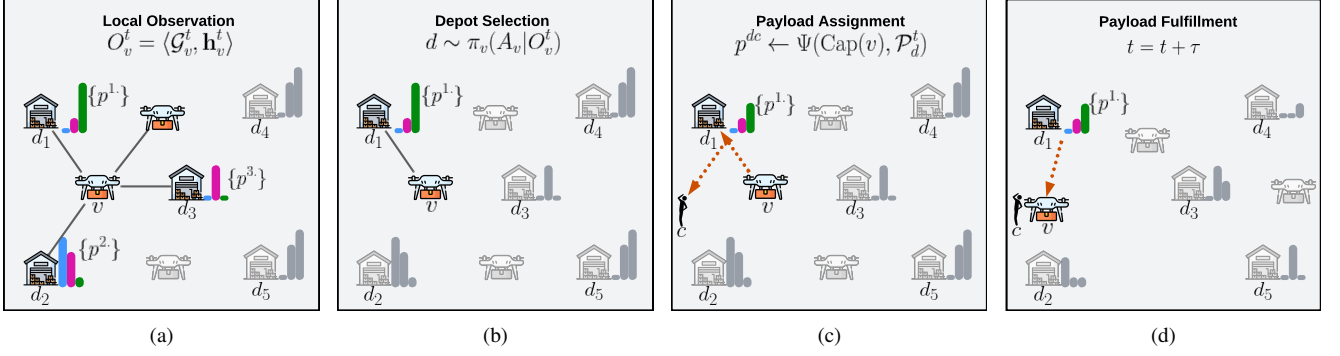 Local Observation
O_v^t = ⟨𝒢_v^t, 𝐡_v^t⟩
{p^{1·}}
d_1
d_4
{p^{3·}}
v
d_3
{p^{2·}}
d_2
d_5
(a)
Depot Selection
d ∼ π_v(A_v|O_v^t)
{p^{1·}}
d_1
d_4
v
d_3
d_2
d_5
(b)
Payload Assignment
p^{dc} ← Ψ(Cap(v), 𝒫_d^t)
{p^{1·}}
d_1
d_4
v
d_3
c
d_2
d_5
(c)
Payload Fulfillment
t = t + τ
{p^{1·}}
d_1
d_4
d_3
c
v
d_2
d_5
(d)